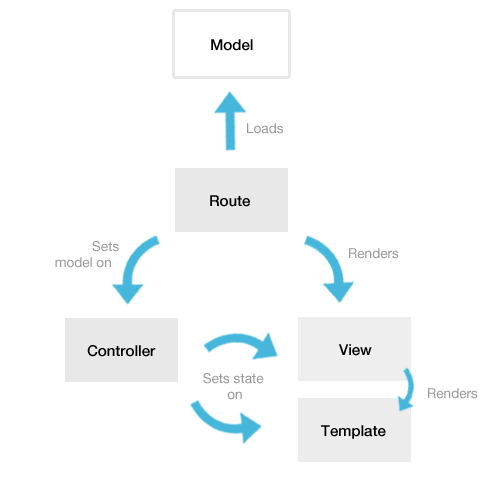 Model
Loads
Route
Sets
model on
Renders
Controller
View
Sets state
on
Renders
Template